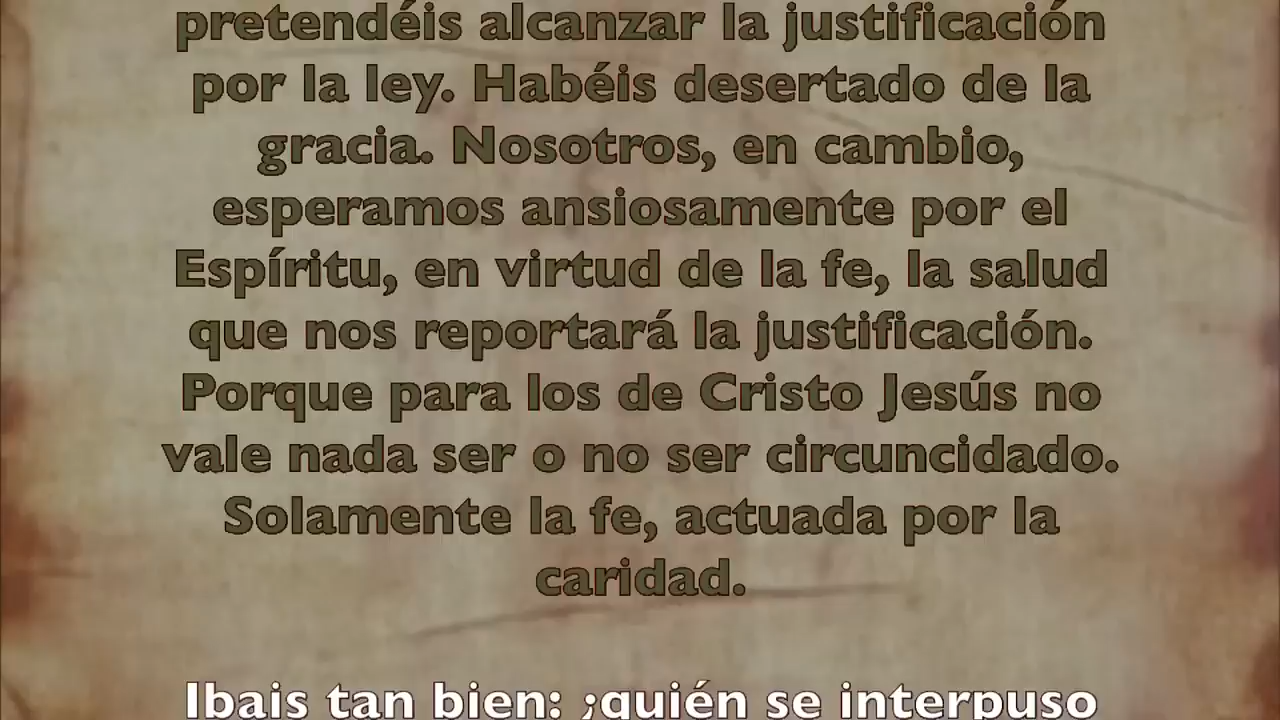 pretendéis alcanzar la justificación
por la ley. Habéis desertado de la
gracia. Nosotros, en cambio,
esperamos ansiosamente por el
Espíritu, en virtud de la fe, la salud
que nos reportará la justificación.
Porque para los de Cristo Jesús no
vale nada ser o no ser circuncidado.
Solamente la fe, actuada por la
caridad.
Ibais tan bien: ¿quién se interpuso